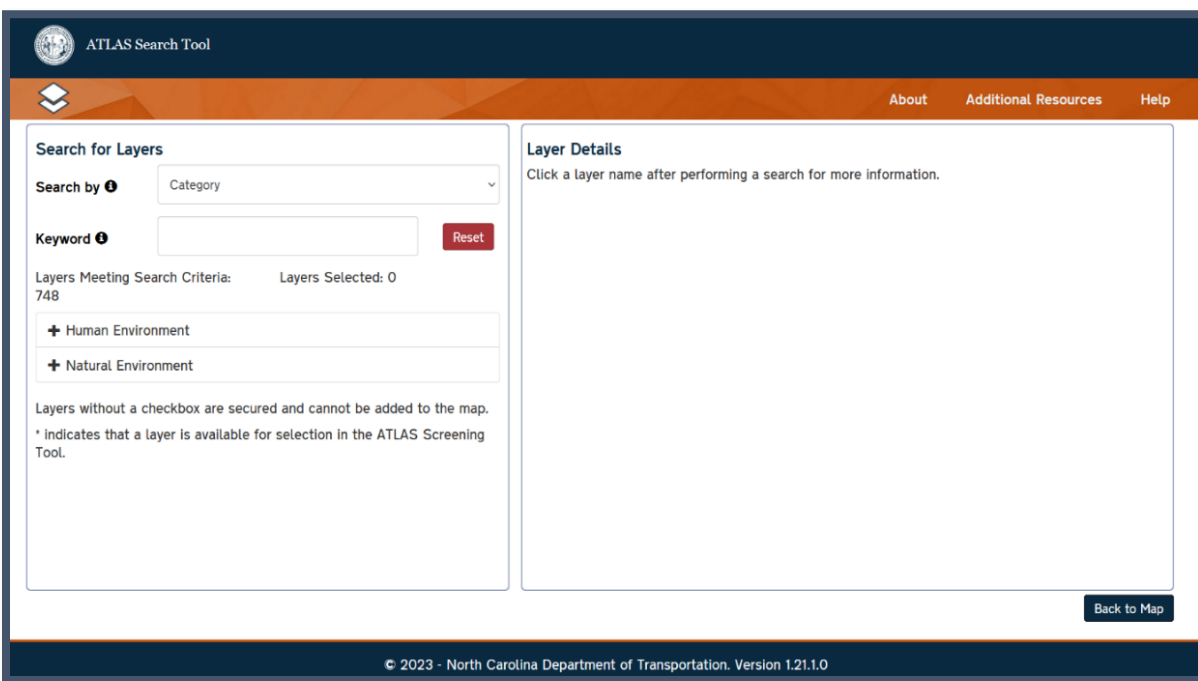 ATLAS Search Tool
About Additional Resources Help
Search for Layers
Search by
Category
Keyword
Reset
Layers Meeting Search Criteria:
748
Layers Selected: 0
Human Environment
Natural Environment
Layers without a checkbox are secured and cannot be added to the map.
* indicates that a layer is available for selection in the ATLAS Screening
Tool.
Layer Details
Click a layer name after performing a search for more information.
Back to Map
© 2023 - North Carolina Department of Transportation. Version 1.21.1.0